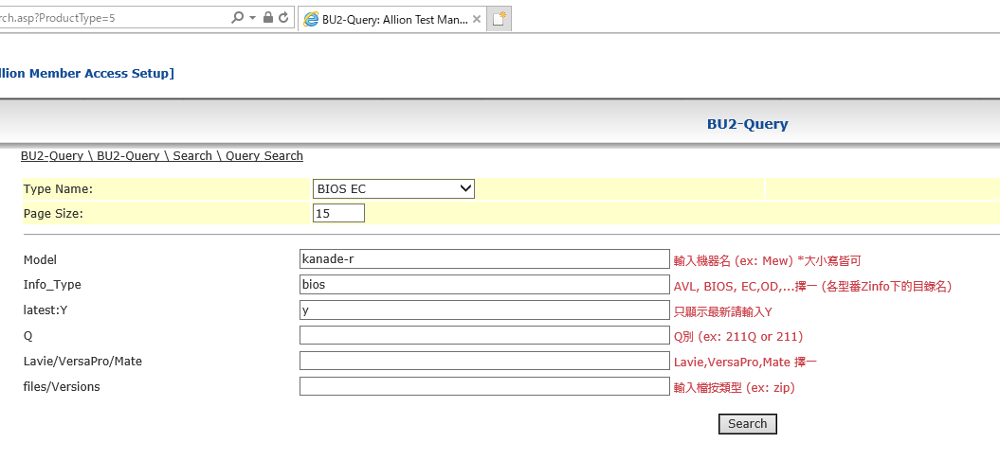 rch.asp?ProductType=5
BU2-Query: Allion Test Man...
llion Member Access Setup]
BU2-Query
BU2-Query \ BU2-Query \ Search \ Query Search
Type Name: BIOS EC
Page Size: 15
Model kanade-r 輸入機器名 (ex: Mew) *大小寫皆可
Info_Type bios AVL, BIOS, EC,OD,...擇一 (各型番Zinfo下的目錄名)
latest:Y y 只顯示最新請輸入Y
Q Q別 (ex: 211Q or 211)
Lavie/VersaPro/Mate Lavie,VersaPro,Mate 擇一
files/Versions 輸入檔按類型 (ex: zip)
Search